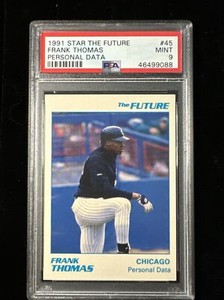 1991 STAR THE FUTURE #45
FRANK THOMAS MINT
PERSONAL DATA PSA 9
46499088
The FUTURE
FRANK CHICAGO
THOMAS Personal Data